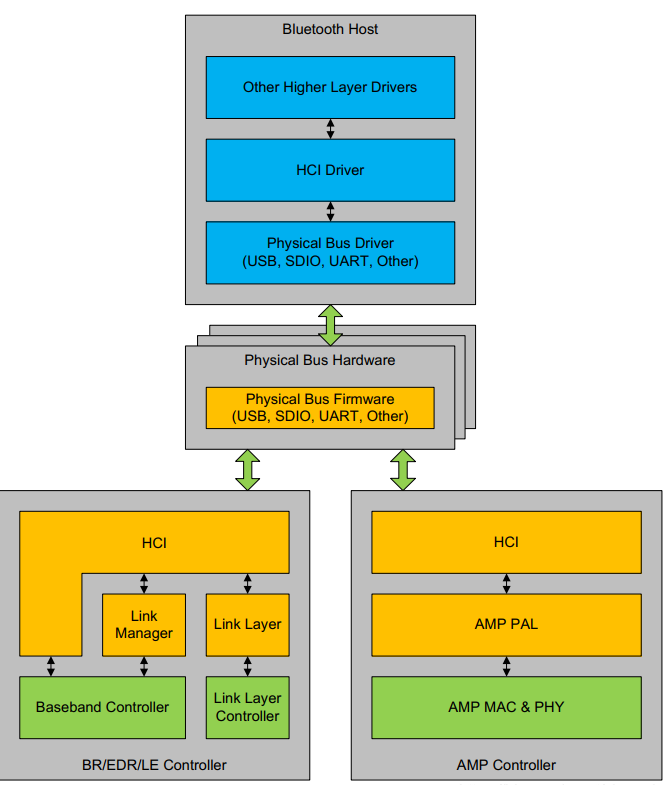 Bluetooth Host
Other Higher Layer Drivers
HCI Driver
Physical Bus Driver
(USB, SDIO, UART, Other)
Physical Bus Hardware
Physical Bus Firmware
(USB, SDIO, UART, Other)
HCI
Link
Manager
Link Layer
Baseband Controller
Link Layer
Controller
BR/EDR/LE Controller
HCI
AMP PAL
AMP MAC & PHY
AMP Controller